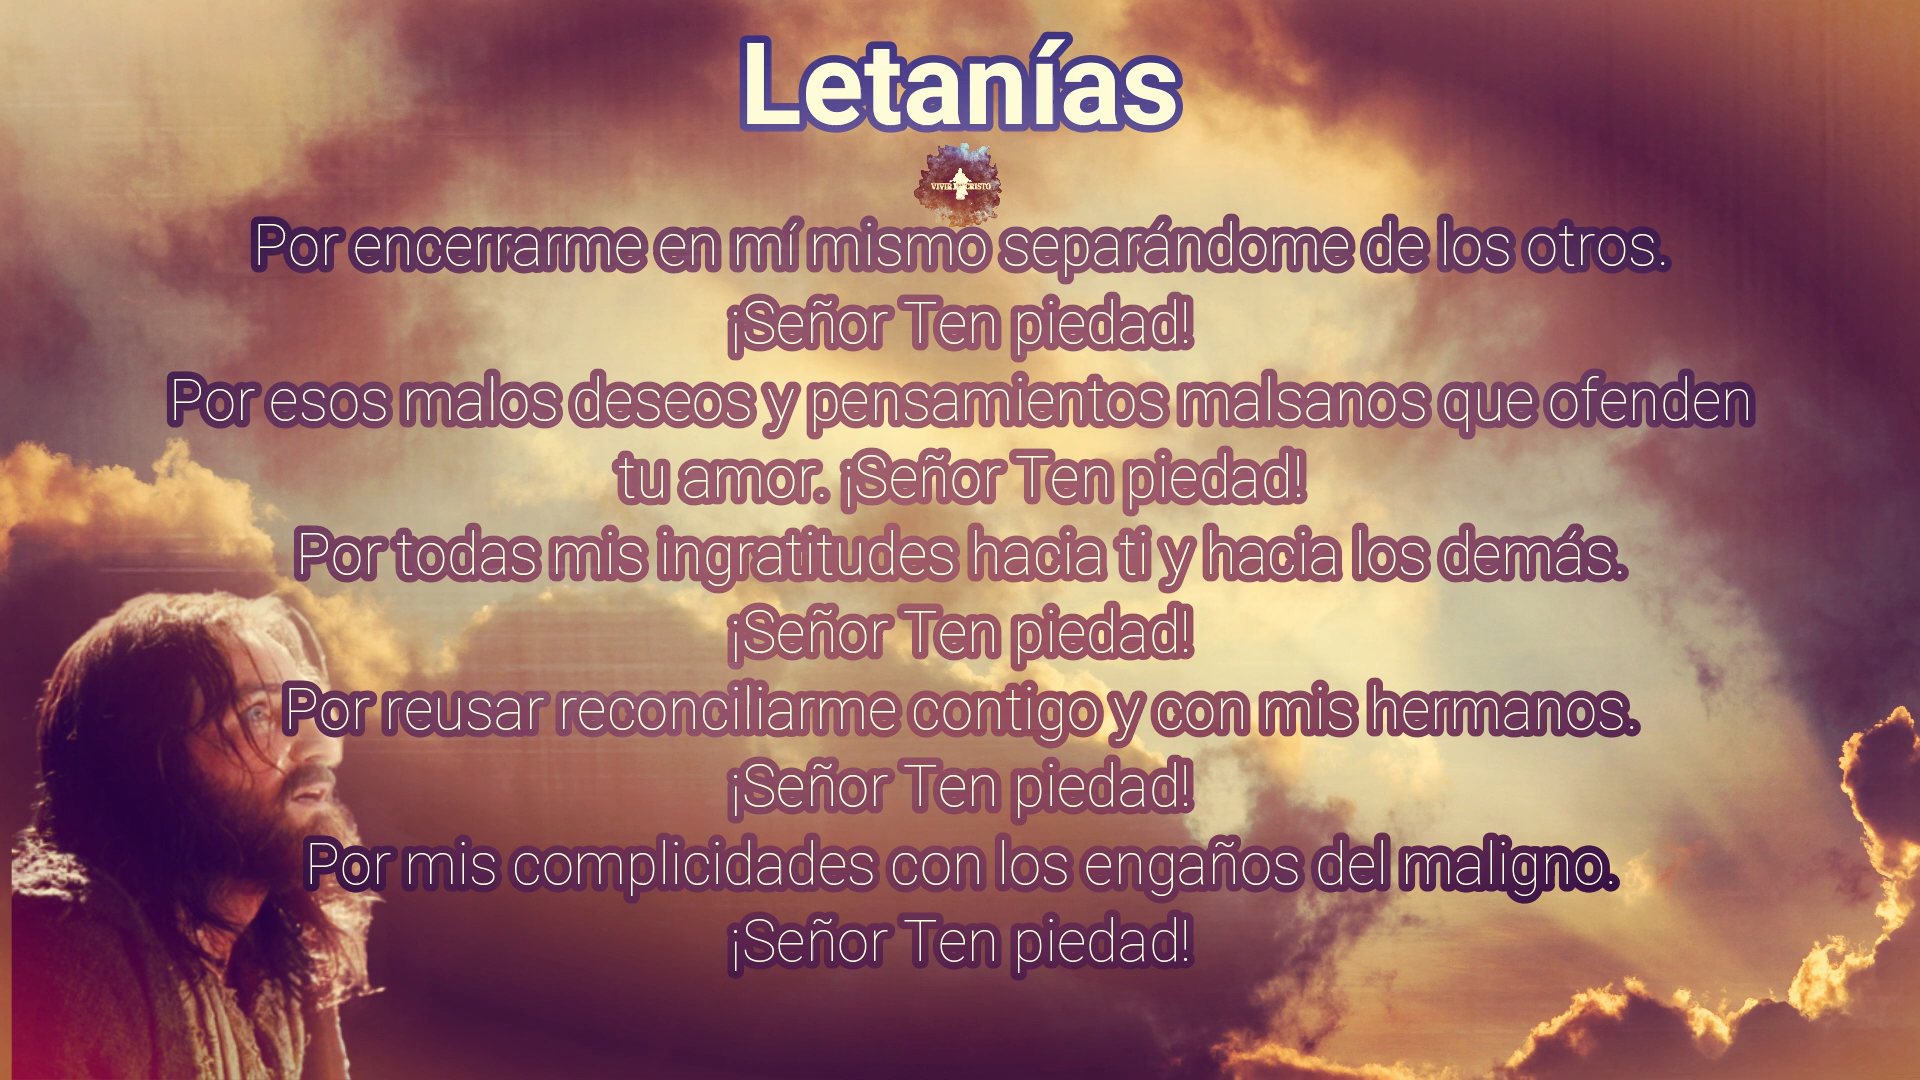 Letanías
VIVIR EN CRISTO
Por encerrarme en mí mismo separándome de los otros.
¡Señor Ten piedad!
Por esos malos deseos y pensamientos malsanos que ofenden
tu amor. ¡Señor Ten piedad!
Por todas mis ingratitudes hacia ti y hacia los demás.
¡Señor Ten piedad!
Por reusar reconciliarme contigo y con mis hermanos.
¡Señor Ten piedad!
Por mis complicidades con los engaños del maligno.
¡Señor Ten piedad!